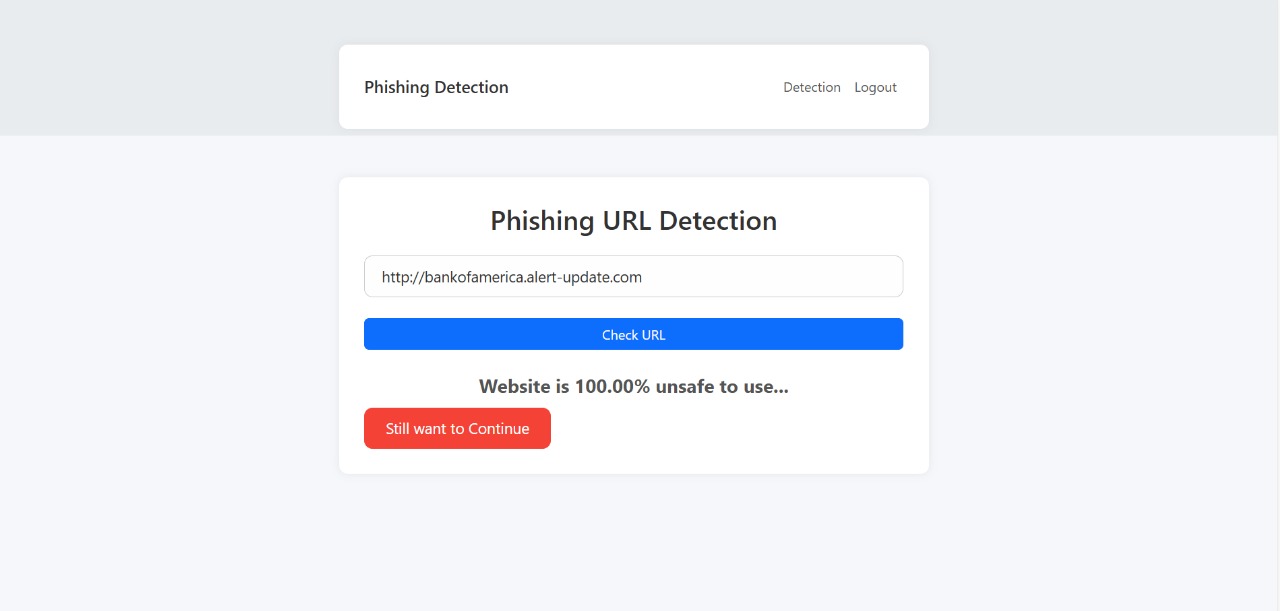 Phishing Detection
Detection Logout
Phishing URL Detection
http://bankofamerica.alert-update.com
Check URL
Website is 100.00% unsafe to use...
Still want to Continue